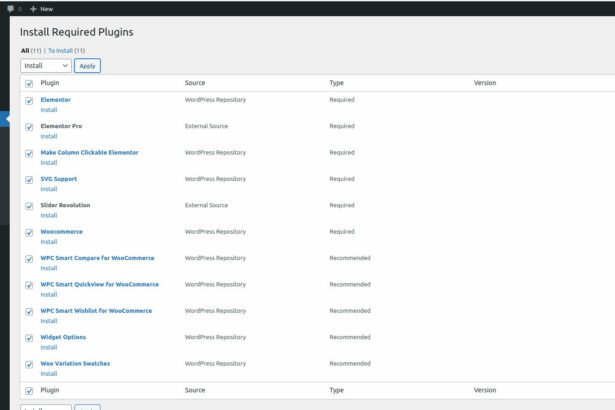 0 New
Install Required Plugins
All (11) | To Install (11)
Install Apply
Plugin Source Type Version
Elementor WordPress Repository Required
Install
Elementor Pro External Source Required
Install
Make Column Clickable Elementor WordPress Repository Required
Install
SVG Support WordPress Repository Required
Install
Slider Revolution External Source Required
Install
Woocommerce WordPress Repository Required
Install
WPC Smart Compare for WooCommerce WordPress Repository Recommended
Install
WPC Smart Quickview for WooCommerce WordPress Repository Recommended
Install
WPC Smart Wishlist for WooCommerce WordPress Repository Recommended
Install
Widget Options WordPress Repository Recommended
Install
Woo Variation Swatches WordPress Repository Recommended
Install
Plugin Source Type Version